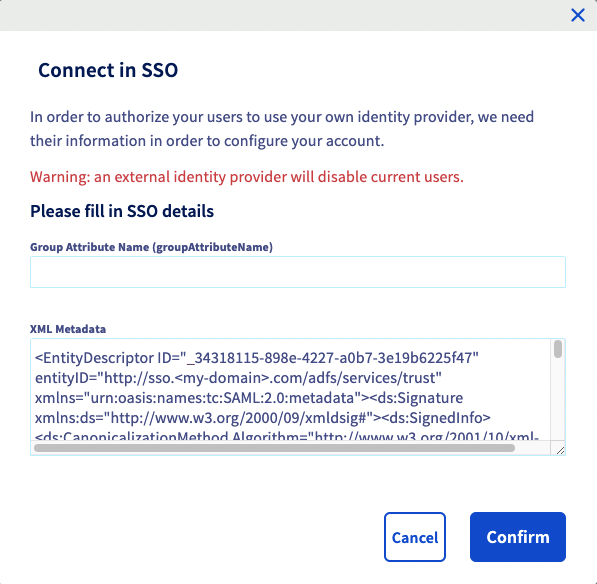 Connect in SSO
In order to authorize your users to use your own identity provider, we need
their information in order to configure your account.
Warning: an external identity provider will disable current users.
Please fill in SSO details
Group Attribute Name (groupAttributeName)
XML Metadata
<EntityDescriptor ID="_34318115-898e-4227-a0b7-3e19b6225f47"
entityID="http://sso.<my-domain>.com/adfs/services/trust"
xmlns="urn:oasis:names:tc:SAML:2.0:metadata"><ds:Signature
xmlns:ds="http://www.w3.org/2000/09/xmldsig#"><ds:SignedInfo>
<ds:CanonicalizationMethod Algorithm="http://www.w3.org/2001/10/xml-
Cancel
Confirm